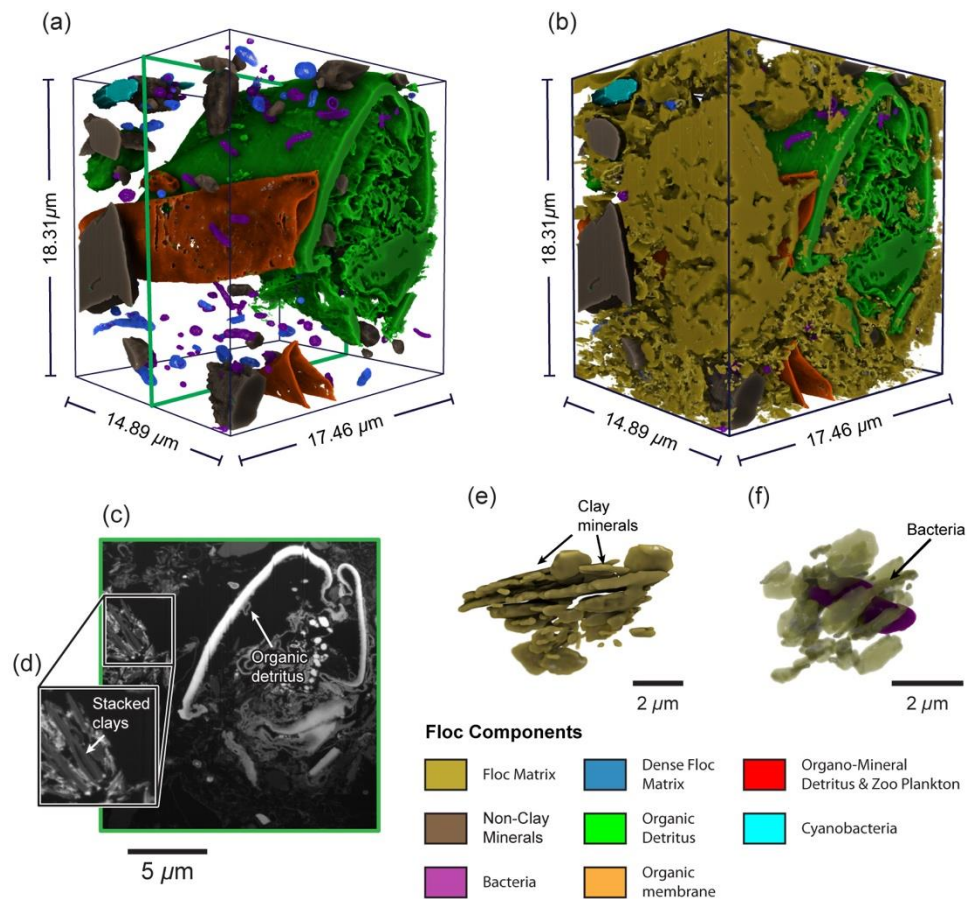 (a)
(b)
18.31µm
18.31µm
14.89 µm
17.46 µm
14.89 µm
17.46 µm
(c)
(d)
Organic
detritus
Stacked
clays
5 µm
(e)
Clay
minerals
2 µm
(f)
Bacteria
2 µm
Floc Components
Floc Matrix
Dense Floc
Matrix
Organo-Mineral
Detritus & Zoo Plankton
Non-Clay
Minerals
Organic
Detritus
Cyanobacteria
Bacteria
Organic
membrane